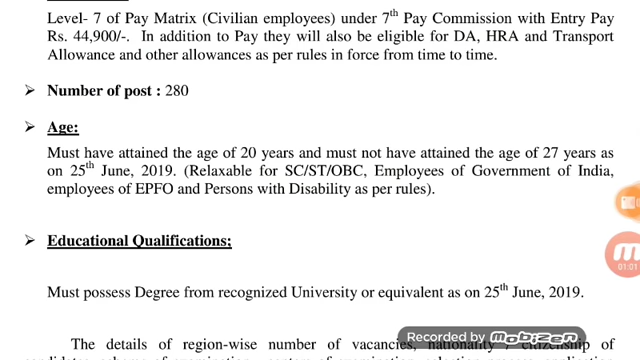 Level- 7 of Pay Matrix (Civilian employees) under 7th Pay Commission with Entry Pay
Rs. 44,900/-. In addition to Pay they will also be eligible for DA, HRA and Transport
Allowance and other allowances as per rules in force from time to time.
➢ Number of post : 280
➢ Age:
Must have attained the age of 20 years and must not have attained the age of 27 years as
on 25th June, 2019. (Relaxable for SC/ST/OBC, Employees of Government of India,
employees of EPFO and Persons with Disability as per rules).
➢ Educational Qualifications:
01:01
Must possess Degree from recognized University or equivalent as on 25th June, 2019.
Recorded by mobizen
The details of region-wise number of vacancies, nationality citizenship of